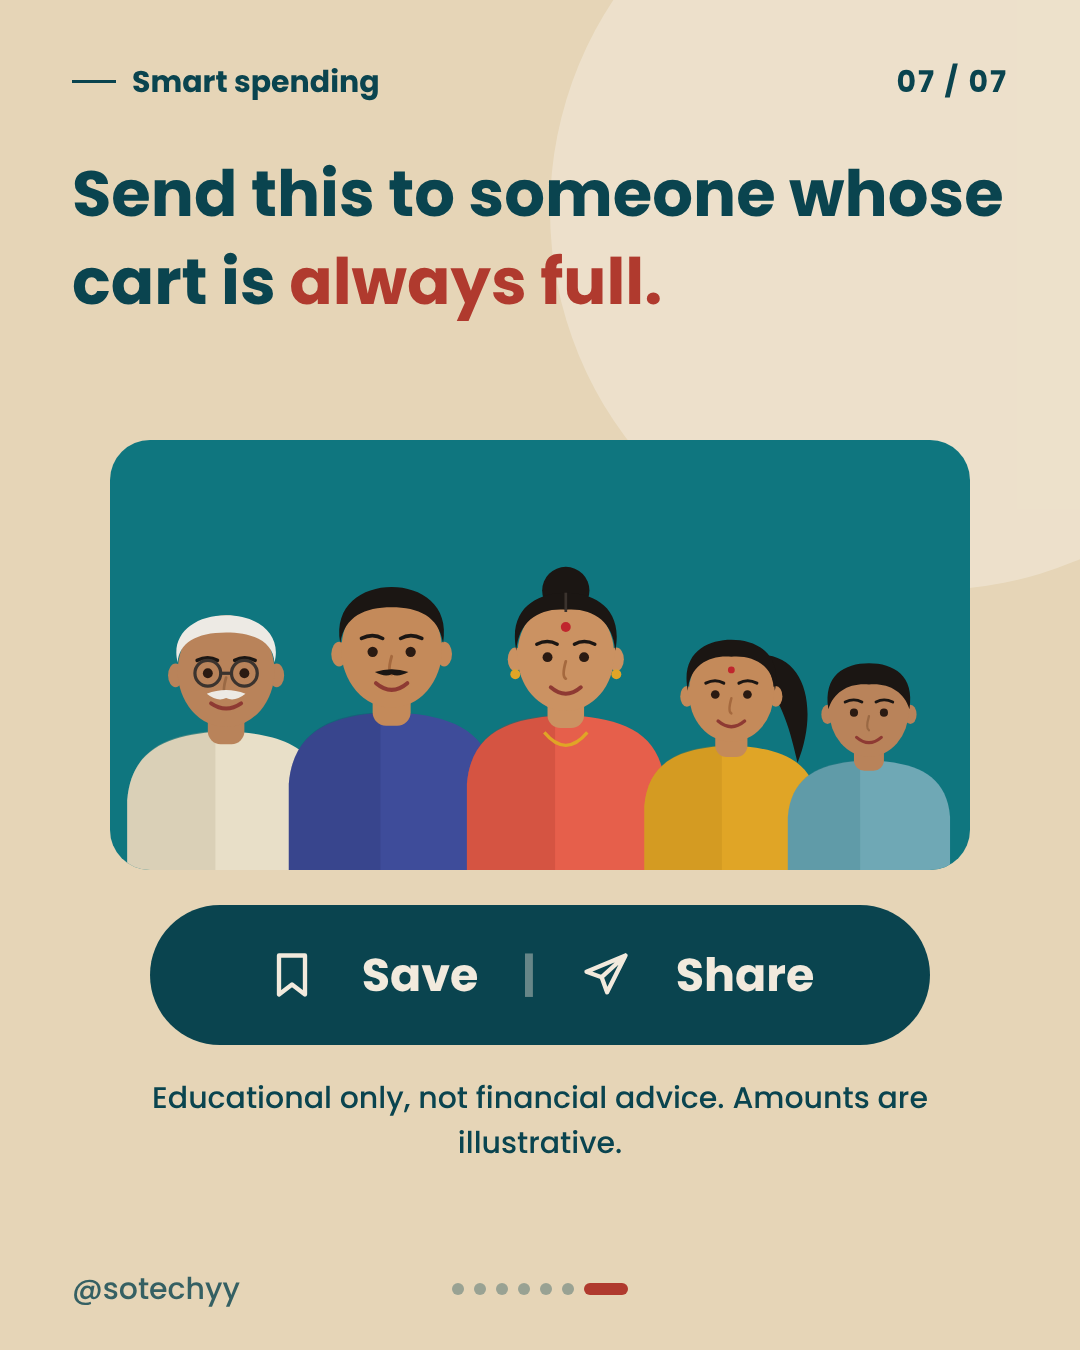 Smart spending
07 / 07
Send this to someone whose
cart is always full.
Save | Share
Educational only, not financial advice. Amounts are
illustrative.
@sotechyy